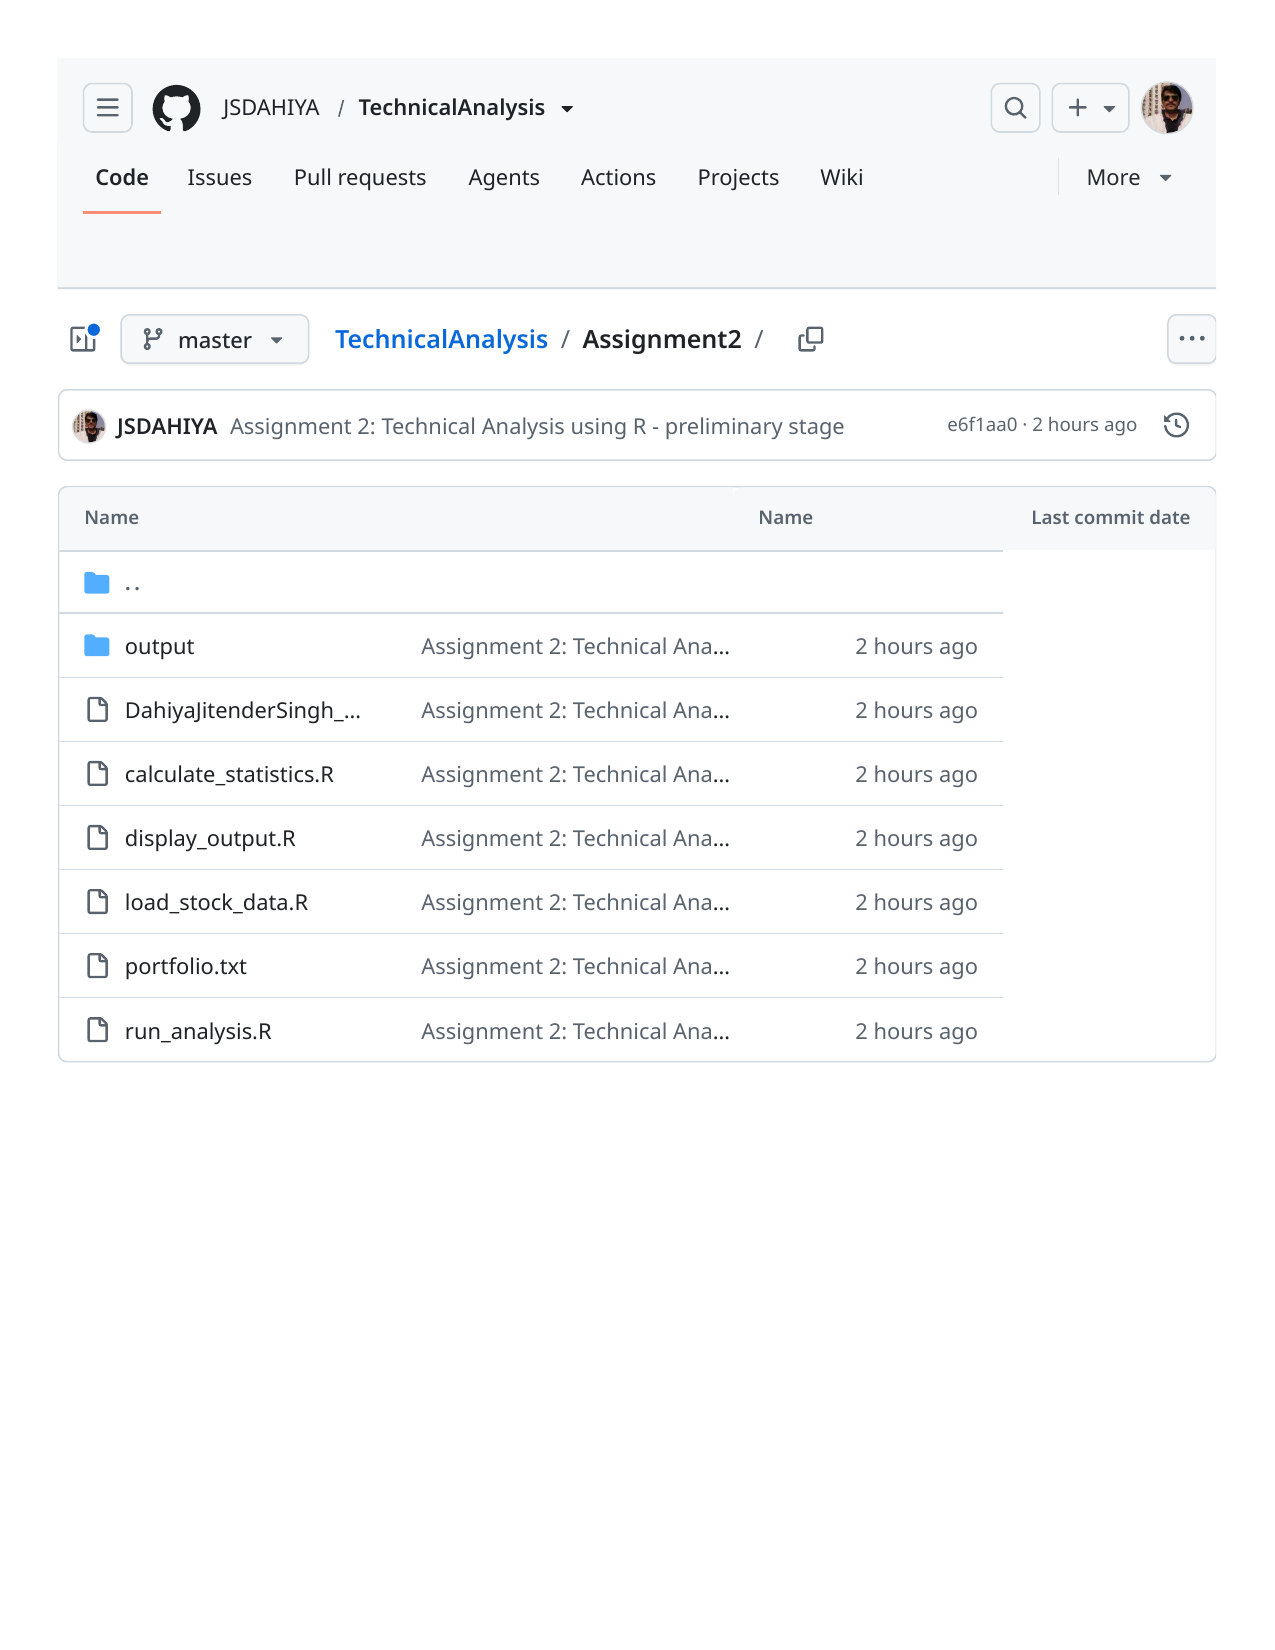 JSDAHIYA / TechnicalAnalysis
Code Issues Pull requests Agents Actions Projects Wiki More
master TechnicalAnalysis / Assignment2 /
JSDAHIYA Assignment 2: Technical Analysis using R - preliminary stage e6f1aa0 · 2 hours ago
Name Name Last commit date
..
output Assignment 2: Technical Ana... 2 hours ago
DahiyaJitenderSingh_... Assignment 2: Technical Ana... 2 hours ago
calculate_statistics.R Assignment 2: Technical Ana... 2 hours ago
display_output.R Assignment 2: Technical Ana... 2 hours ago
load_stock_data.R Assignment 2: Technical Ana... 2 hours ago
portfolio.txt Assignment 2: Technical Ana... 2 hours ago
run_analysis.R Assignment 2: Technical Ana... 2 hours ago